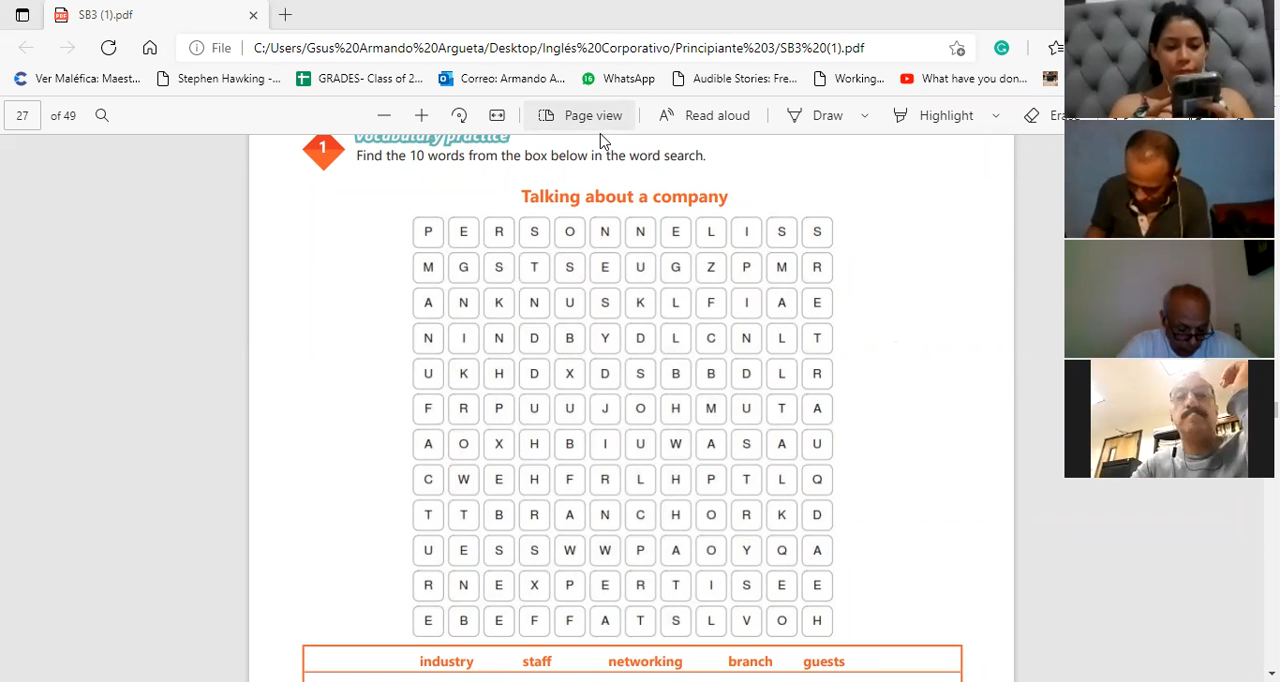 SB3 (1).pdf
File C:/Users/Gsus%20Armando%20Argueta/Desktop/Inglés%20Corporativo/Principiante%203/SB3%20(1).pdf
Ver Maléfica: Maest... Stephen Hawking -... GRADES- Class of 2... Correo: Armando A... 16 WhatsApp Audible Stories: Fre... Working... What have you don...
27 of 49 Page view Read aloud Draw Highlight
1 Vocabulary practice
Find the 10 words from the box below in the word search.
Talking about a company
P E R S O N N E L I S S
M G S T S E U G Z P M R
A N K N U S K L F I A E
N I N D B Y D L C N L T
U K H D X D S B B D L R
F R P U U J O H M U T A
A O X H B I U W A S A U
C W E H F R L H P T L Q
T T B R A N C H O R K D
U E S S W W P A O Y Q A
R N E X P E R T I S E E
E B E F F A T S L V O H
industry staff networking branch guests